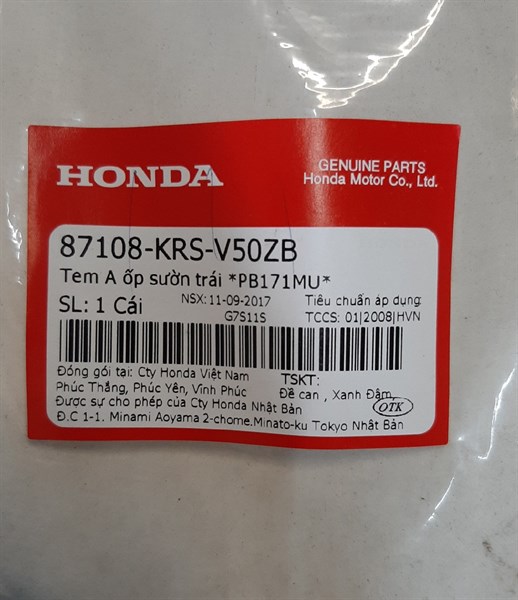 HONDA
GENUINE PARTS
Honda Motor Co., Ltd.
87108-KRS-V50ZB
Tem A ốp sườn trái *PB171MU*
SL: 1 Cái
NSX: 11-09-2017
G7S11S
Tiêu chuẩn áp dụng:
TCCS: 01|2008|HVN
Đóng gói tại: Cty Honda Việt Nam
Phúc Thắng, Phúc Yên, Vĩnh Phúc
TSKT:
Đề can , Xanh Đậm,
Được sự cho phép của Cty Honda Nhật Bản
OTK
Đ.C 1-1. Minami Aoyama 2-chome.Minato-ku Tokyo Nhật Bản